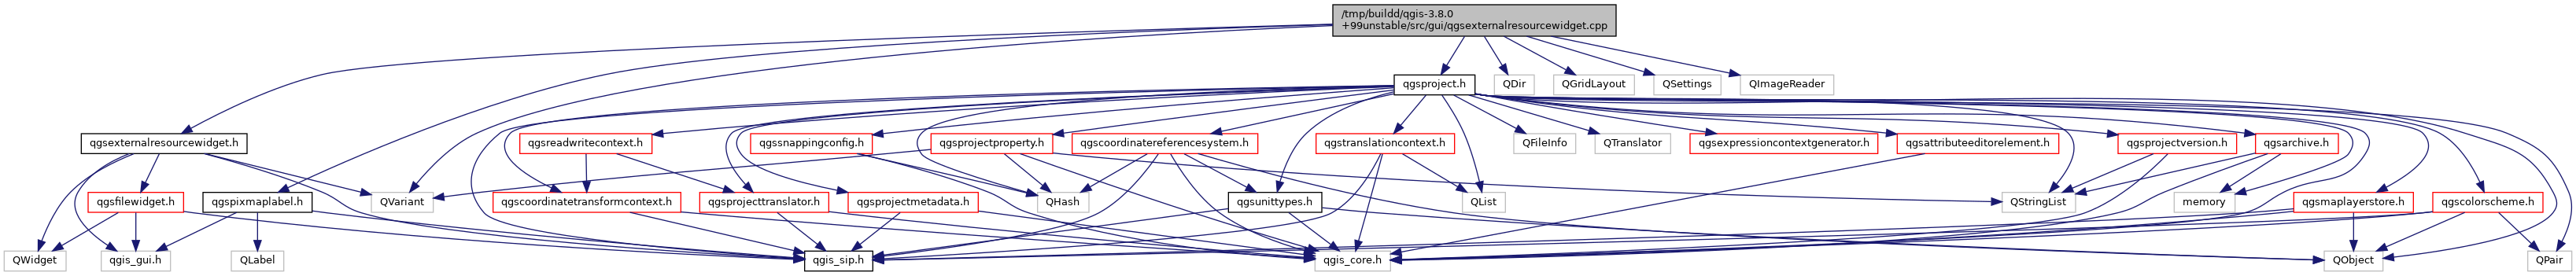 /tmp/buildd/qgis-3.8.0
+99unstable/src/gui/qgsexternalresourcewidget.cpp
qgsproject.h
QDir
QGridLayout
QSettings
QImageReader
qgsexternalresourcewidget.h
qgsreadwritecontext.h
qgssnappingconfig.h
qgsprojectproperty.h
qgscoordinatereferencesystem.h
qgstranslationcontext.h
QFileInfo
QTranslator
qgsexpressioncontextgenerator.h
qgsattributeeditorelement.h
qgsprojectversion.h
qgsarchive.h
qgsfilewidget.h
qgspixmaplabel.h
QVariant
qgscoordinatetransformcontext.h
qgsprojecttranslator.h
qgsprojectmetadata.h
QHash
qgsunittypes.h
QList
QStringList
memory
qgsmaplayerstore.h
qgscolorscheme.h
QWidget
qgis_gui.h
QLabel
qgis_sip.h
qgis_core.h
QObject
QPair